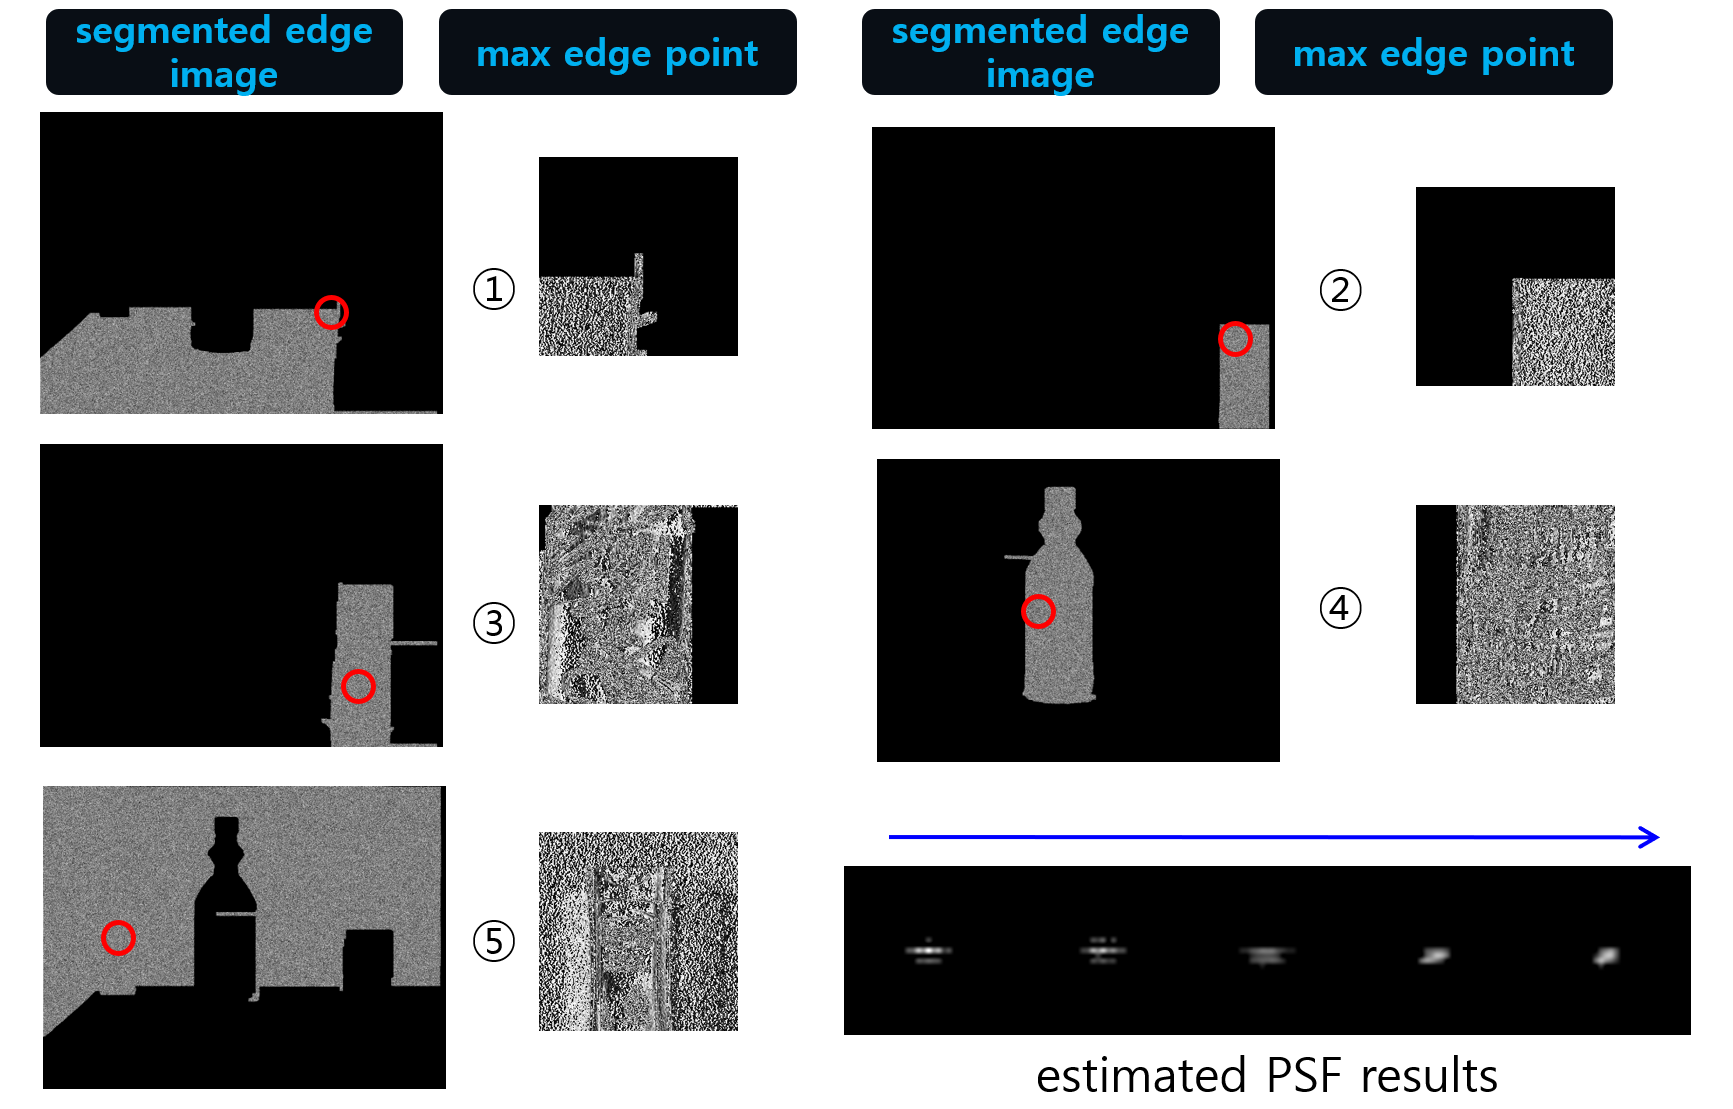 segmented edge
image
max edge point
segmented edge
image
max edge point
①
②
③
④
⑤
estimated PSF results